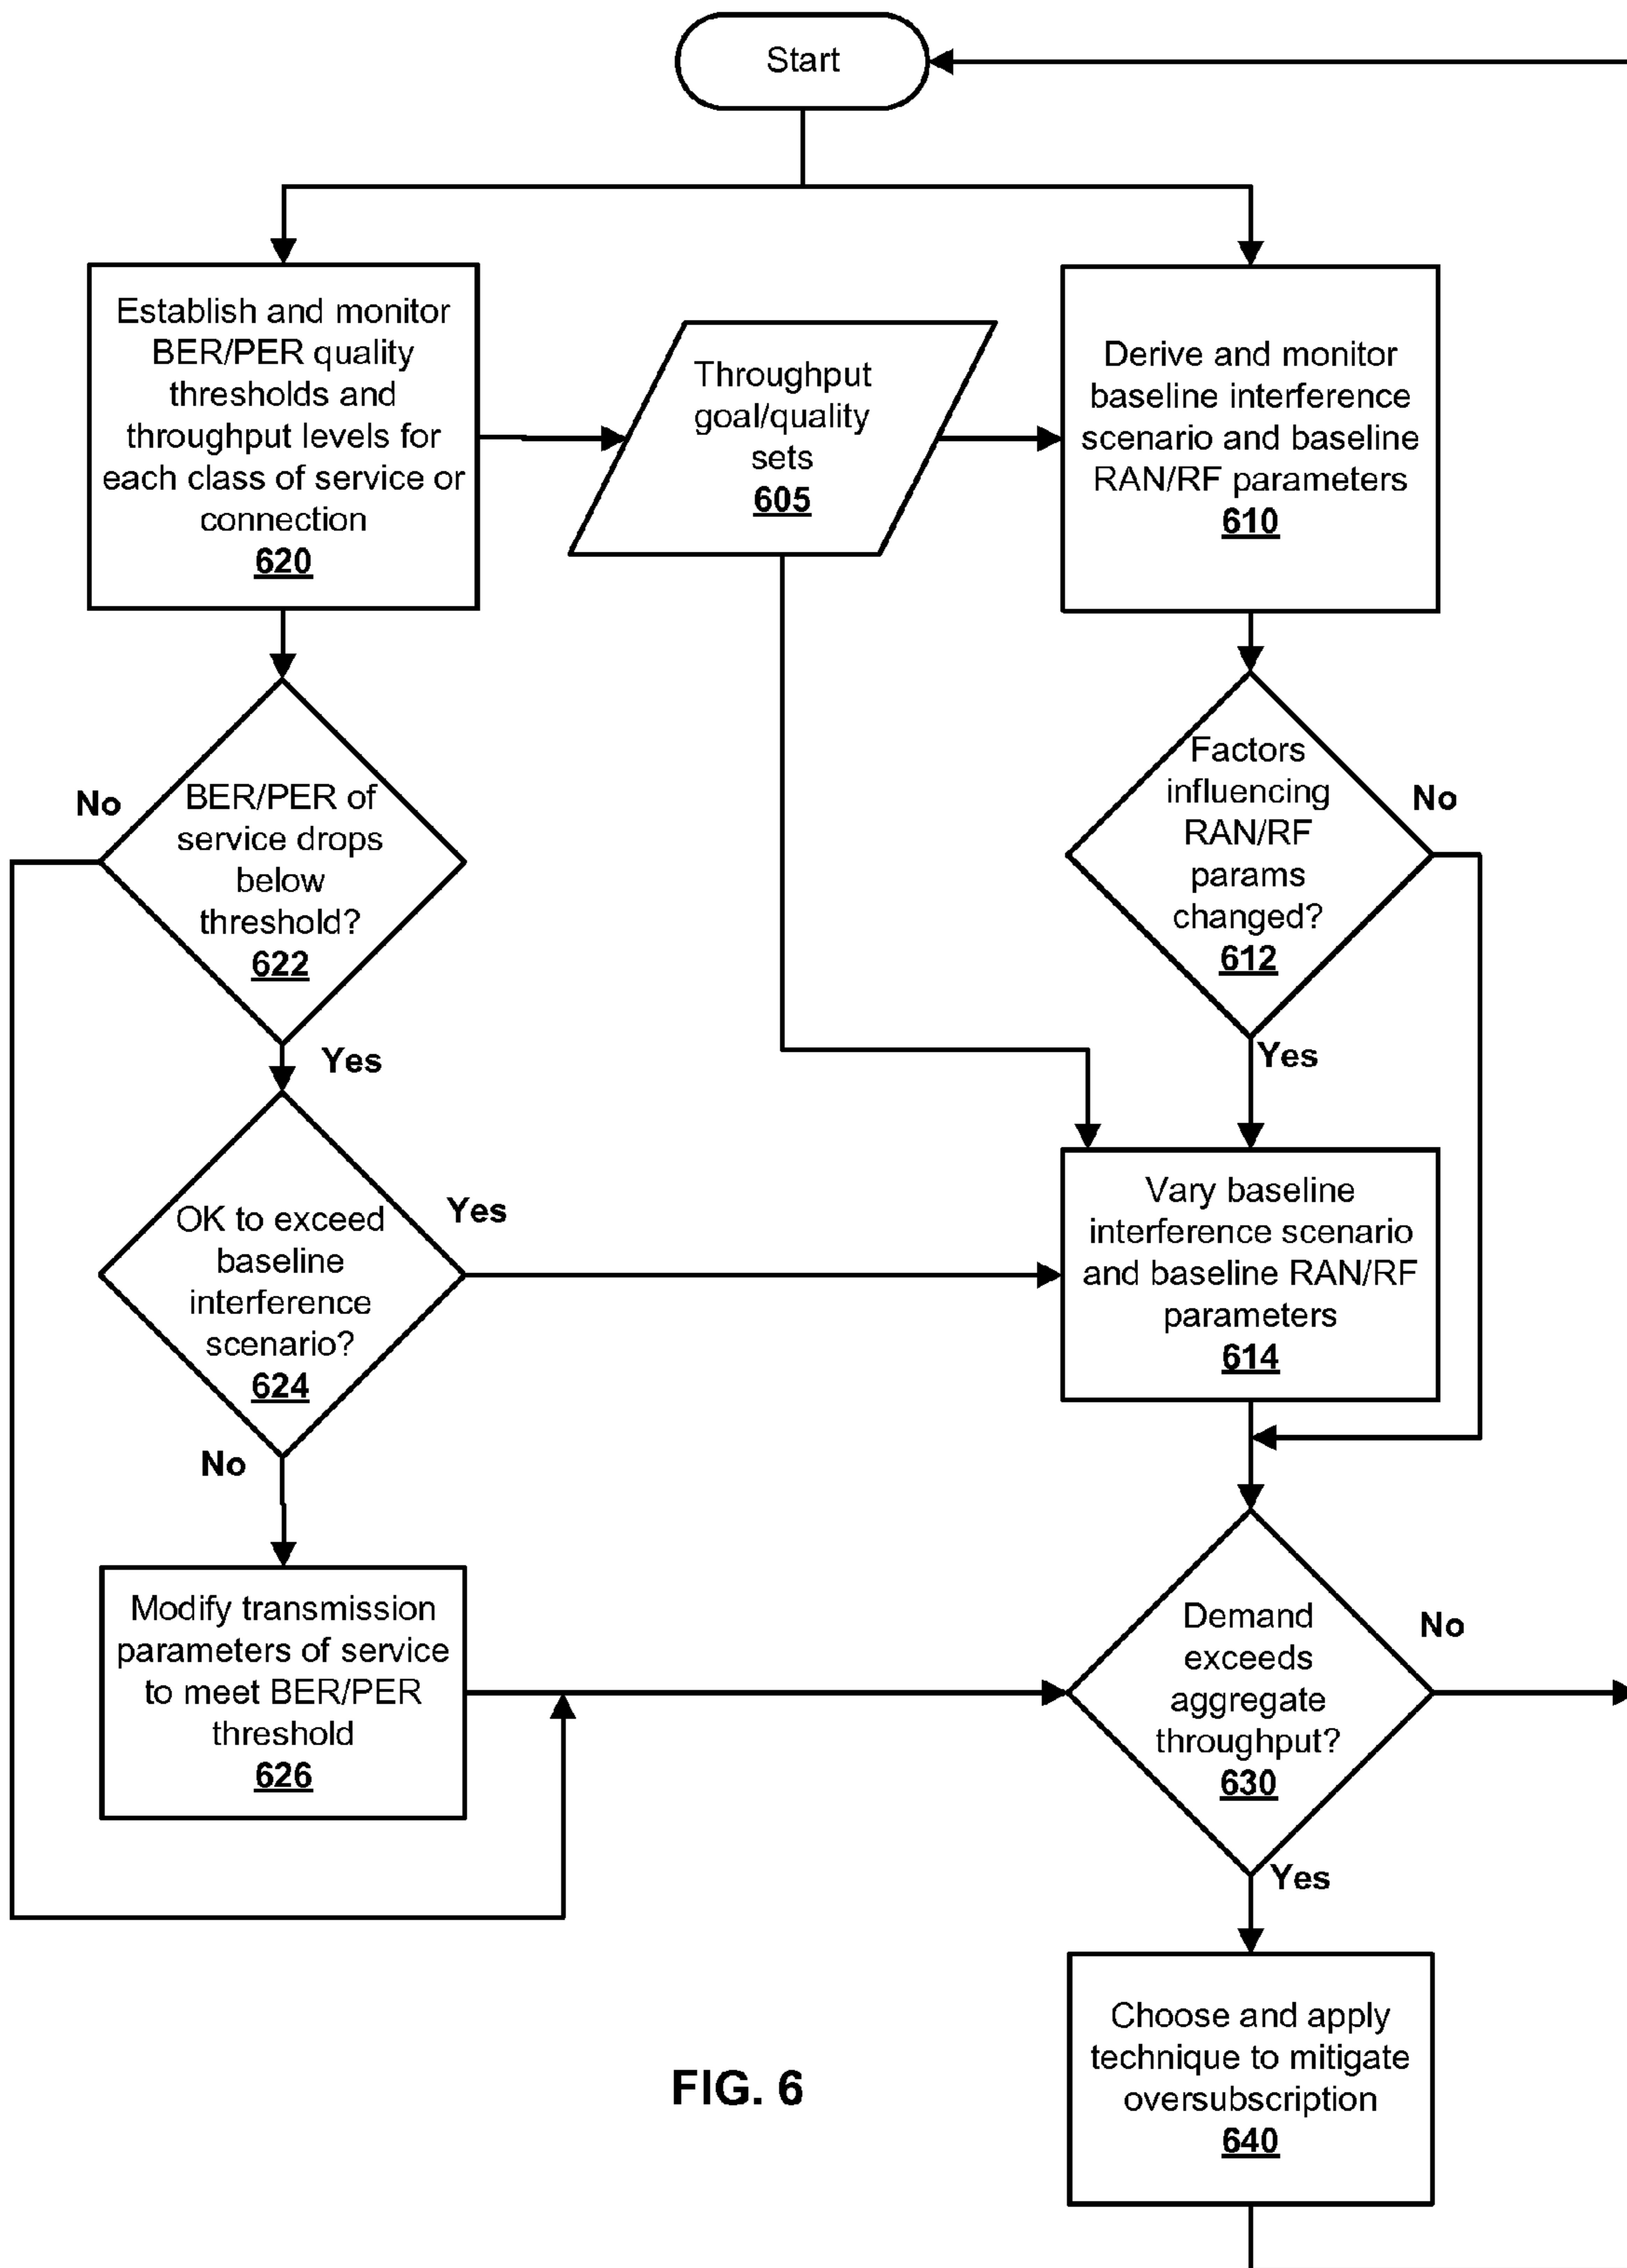 Start
Establish and monitor
BER/PER quality
thresholds and
throughput levels for
each class of service or
connection
620
Throughput
goal/quality
sets
605
Derive and monitor
baseline interference
scenario and baseline
RAN/RF parameters
610
No
BER/PER of
service drops
below
threshold?
622
Yes
Factors
influencing
RAN/RF
params
changed?
612
No
Yes
OK to exceed
baseline
interference
scenario?
624
Yes
No
Vary baseline
interference scenario
and baseline RAN/RF
parameters
614
Modify transmission
parameters of service
to meet BER/PER
threshold
626
Demand
exceeds
aggregate
throughput?
630
No
Yes
Choose and apply
technique to mitigate
oversubscription
640
FIG. 6